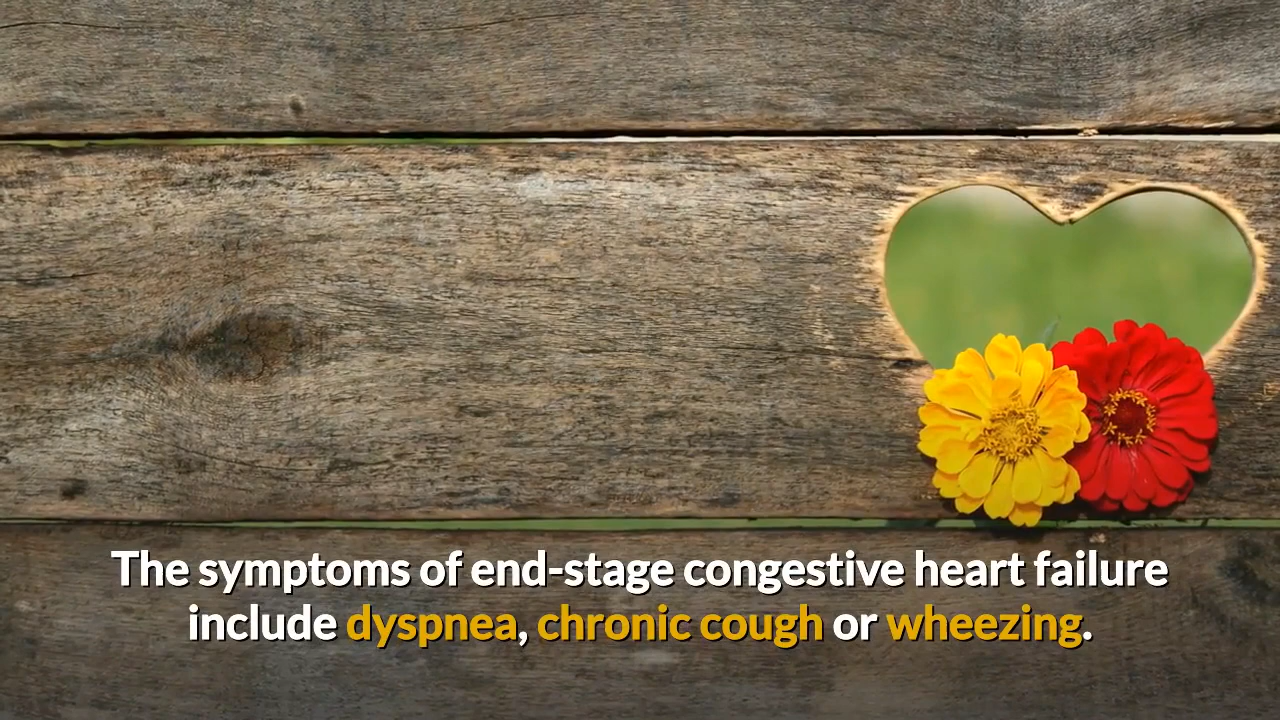 The symptoms of end-stage congestive heart failure
include dyspnea, chronic cough or wheezing.